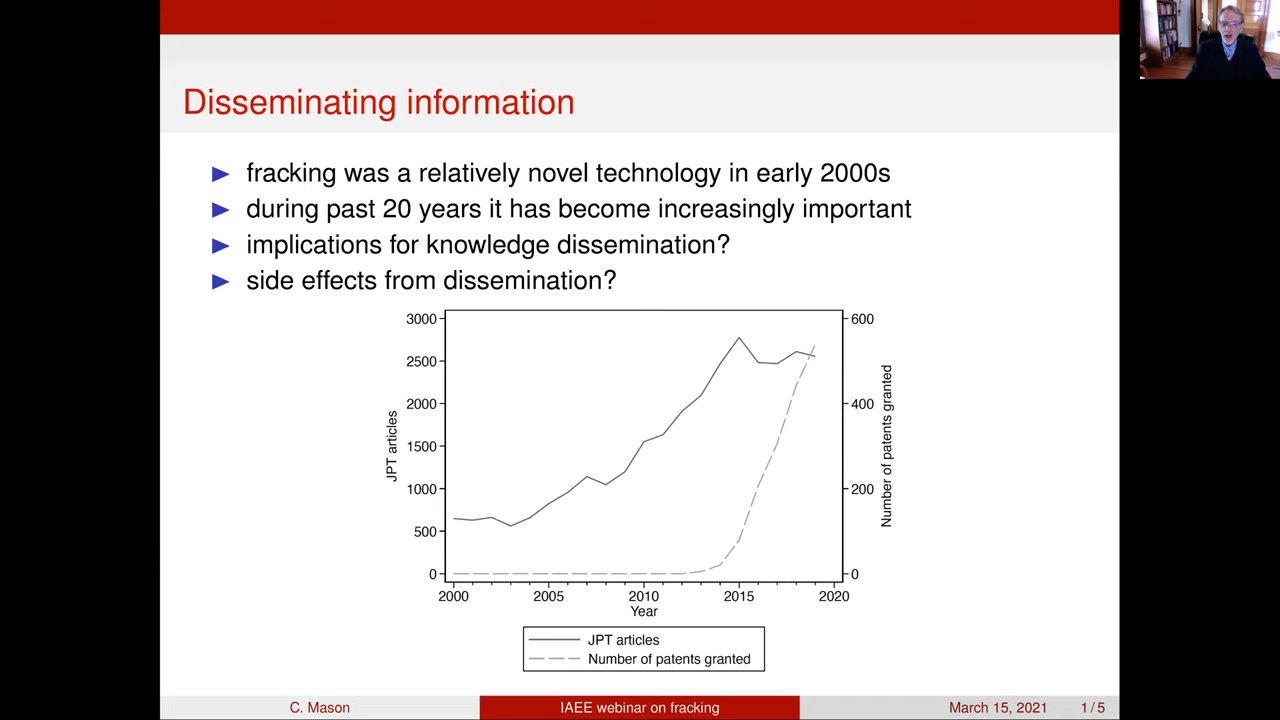 Disseminating information
▶ fracking was a relatively novel technology in early 2000s
▶ during past 20 years it has become increasingly important
▶ implications for knowledge dissemination?
▶ side effects from dissemination?
3000
2500
2000
1500
1000
500
0
JPT articles
600
400
200
0
Number of patents granted
2000 2005 2010 2015 2020
Year
JPT articles
Number of patents granted
C. Mason IAEE webinar on fracking March 15, 2021 1 / 5